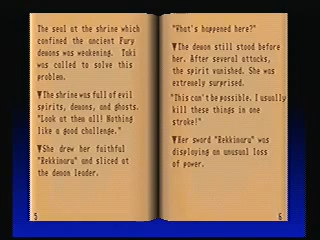 The seal at the shrine which
confined the ancient Fury
demons was weakening. Taki
was called to solve this
problem.
▼The shrine was full of evil
spirits, demons, and ghosts.
"Look at them all! Nothing
like a good challenge."
▼She drew her faithful
"Rekkimaru" and sliced at
the demon leader.
5
"What's happened here?"
▼The demon still stood before
her. After several attacks,
the spirit vanished. She was
extremely surprised.
"This can't be possible. I usually
kill these things in one
stroke!"
▼Her sword "Rekkimaru" was
displaying an unusual loss
of power.
6